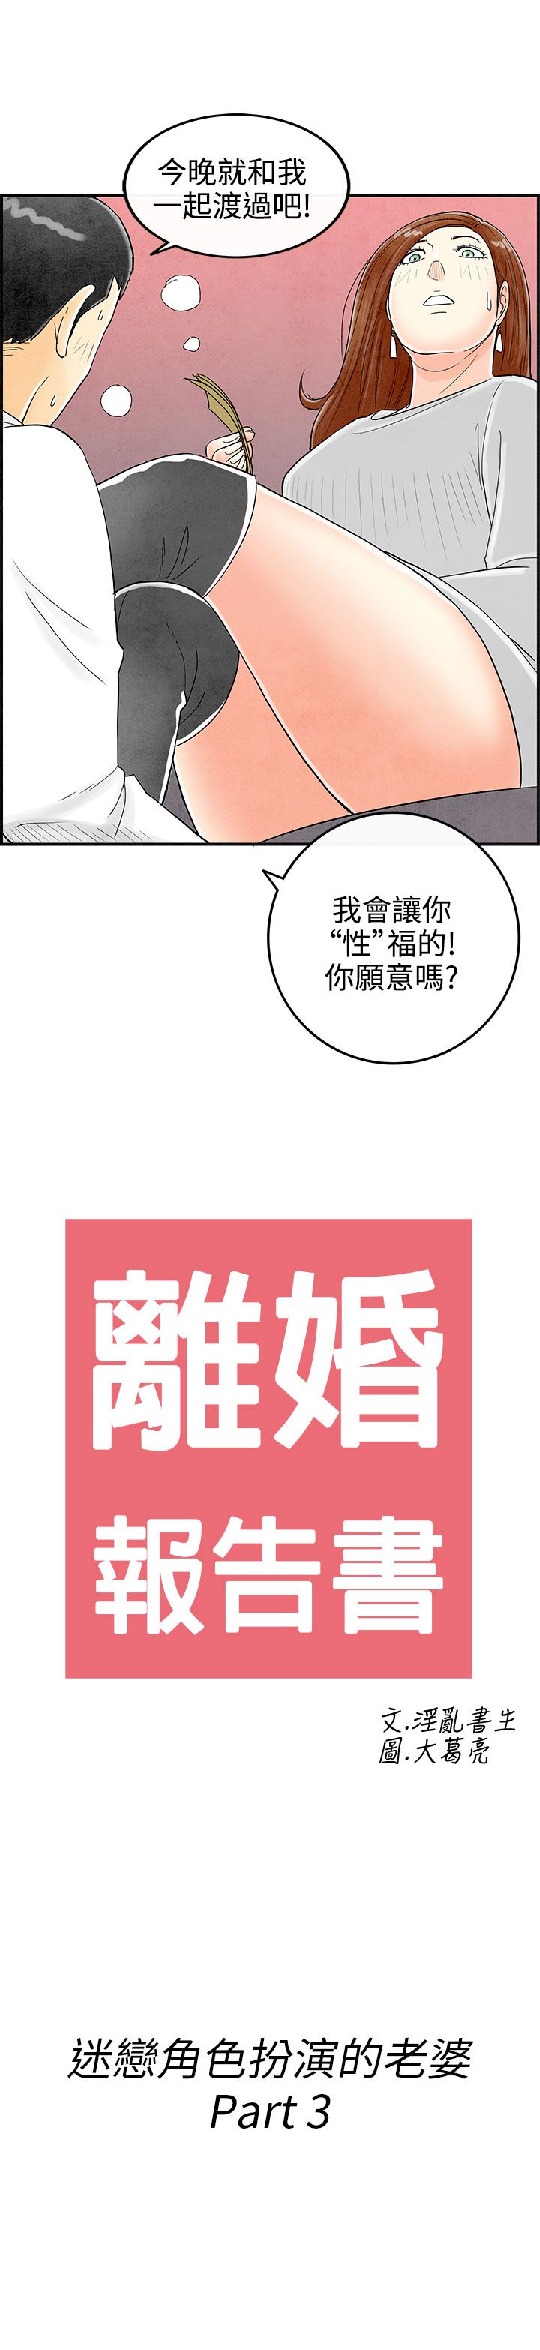 今晚就和我
一起渡過吧!
我會讓你
“性”福的!
你願意嗎?
離婚
報告書
文.淫亂書生
圖.大葛亮
迷戀角色扮演的老婆
Part 3